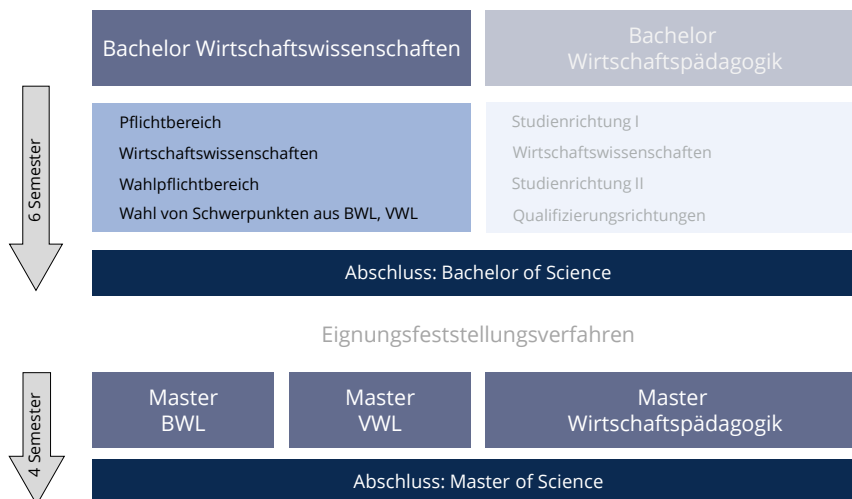 Bachelor Wirtschaftswissenschaften
Bachelor
Wirtschaftspädagogik
6 Semester
Pflichtbereich
Wirtschaftswissenschaften
Wahlpflichtbereich
Wahl von Schwerpunkten aus BWL, VWL
Studienrichtung I
Wirtschaftswissenschaften
Studienrichtung II
Qualifizierungsrichtungen
Abschluss: Bachelor of Science
Eignungsfeststellungsverfahren
4 Semester
Master
BWL
Master
VWL
Master
Wirtschaftspädagogik
Abschluss: Master of Science